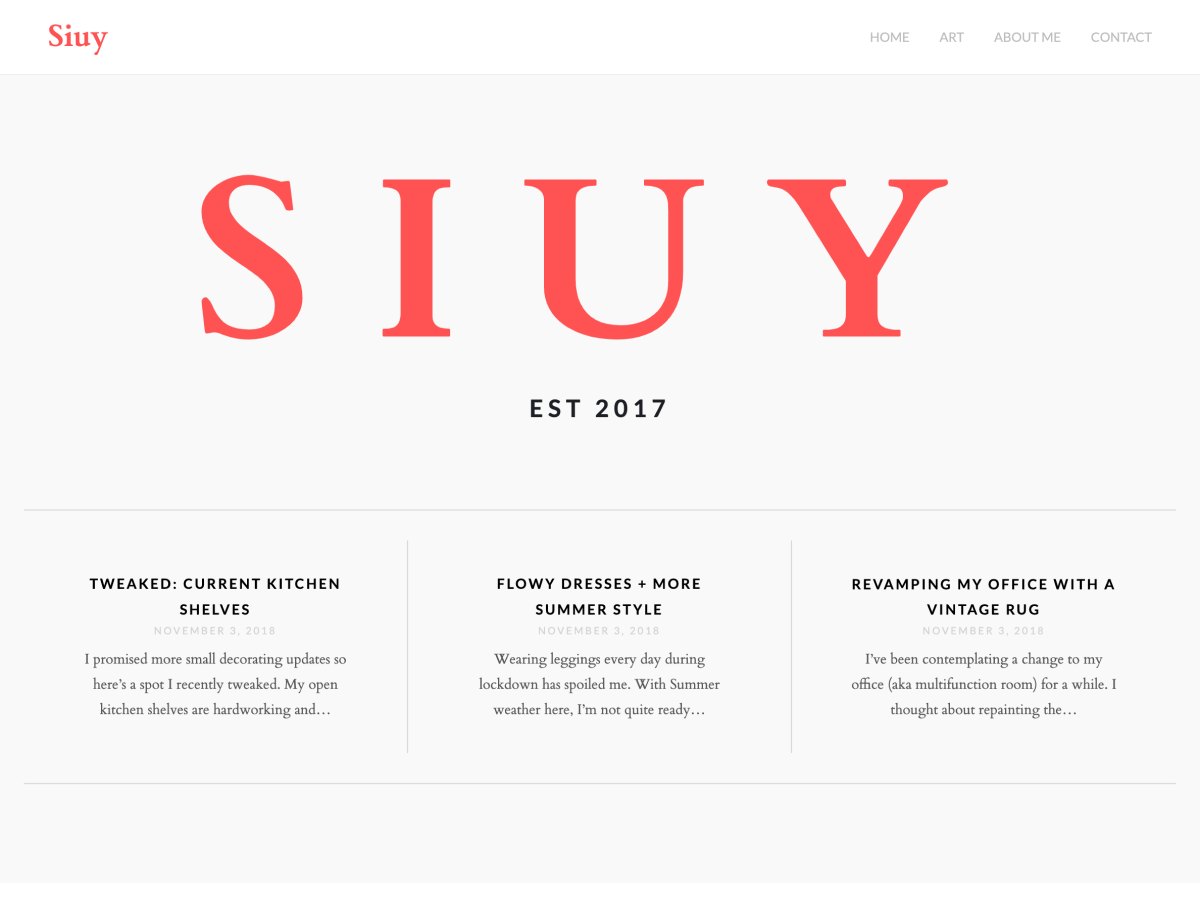 Siuy
HOME ART ABOUT ME CONTACT
SIUY
EST 2017
TWEAKED: CURRENT KITCHEN
SHELVES
NOVEMBER 3, 2018
I promised more small decorating updates so
here’s a spot I recently tweaked. My open
kitchen shelves are hardworking and…
FLOWY DRESSES + MORE
SUMMER STYLE
NOVEMBER 3, 2018
Wearing leggings every day during
lockdown has spoiled me. With Summer
weather here, I’m not quite ready…
REVAMPING MY OFFICE WITH A
VINTAGE RUG
NOVEMBER 3, 2018
I’ve been contemplating a change to my
office (aka multifunction room) for a while. I
thought about repainting the…